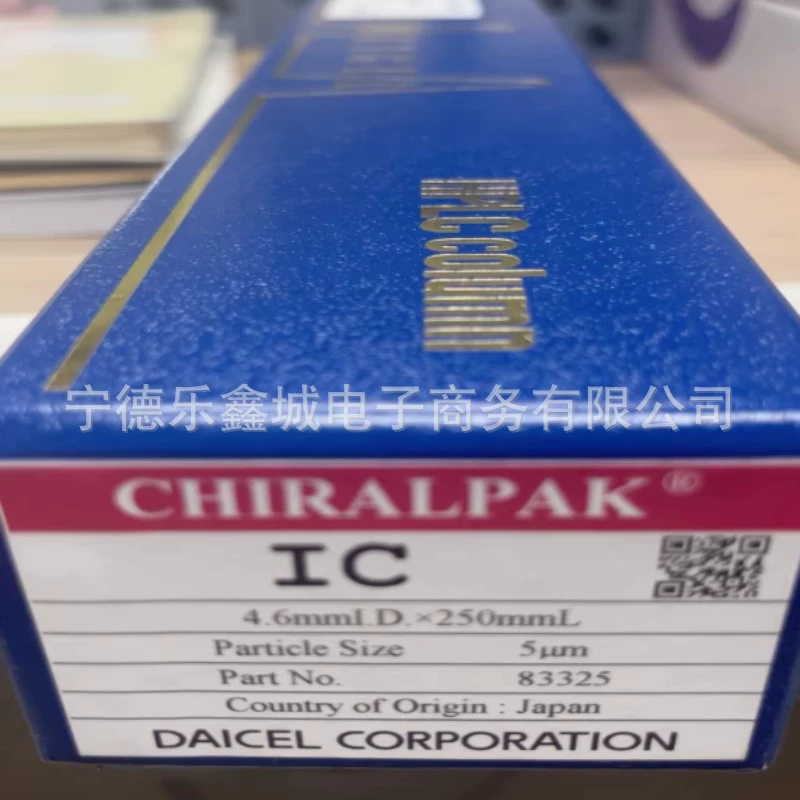 HPLC column
宁德乐鑫城电子商务有限公司
CHIRALPAK®
IC
4.6mmI.D.×250mmL
Particle Size 5μm
Part No. 83325
Country of Origin : Japan
DAICEL CORPORATION